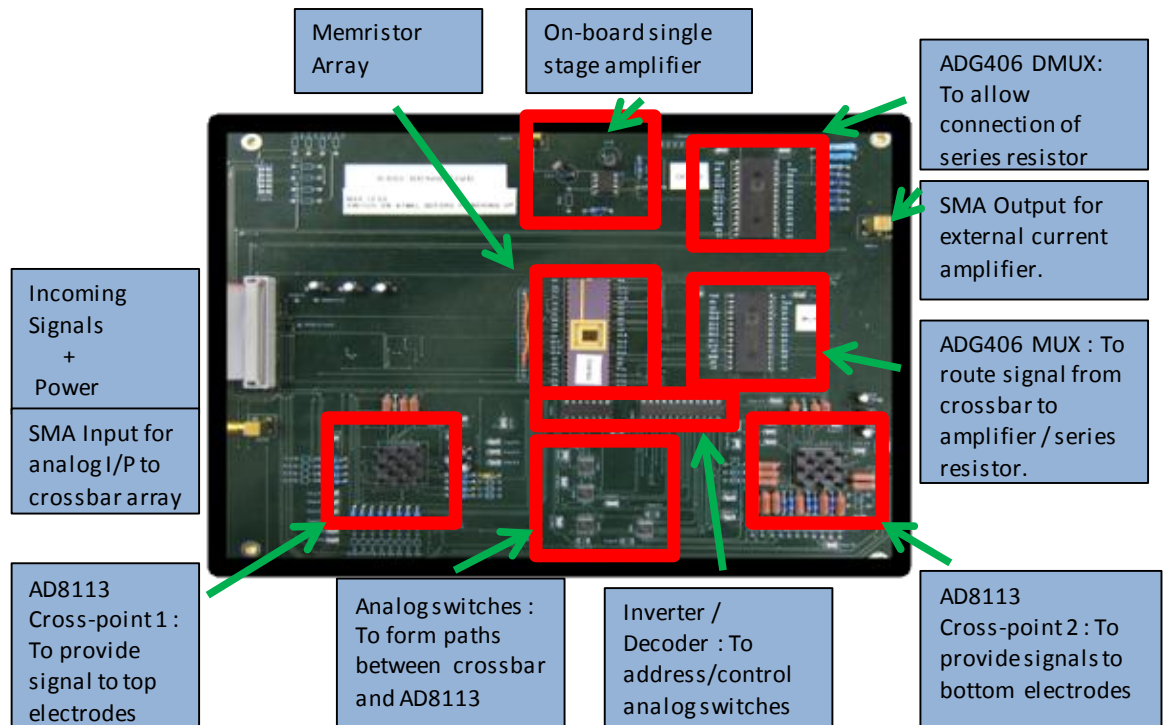 Memristor
Array
On-board single
stage amplifier
ADG406 DMUX:
To allow
connection of
series resistor
SMA Output for
external current
amplifier.
Incoming
Signals
+
Power
SMA Input for
analog I/P to
crossbar array
ADG406 MUX : To
route signal from
crossbar to
amplifier / series
resistor.
AD8113
Cross-point 1 :
To provide
signal to top
electrodes
Analog switches :
To form paths
between crossbar
and AD8113
Inverter /
Decoder : To
address/control
analog switches
AD8113
Cross-point 2 : To
provide signals to
bottom electrodes